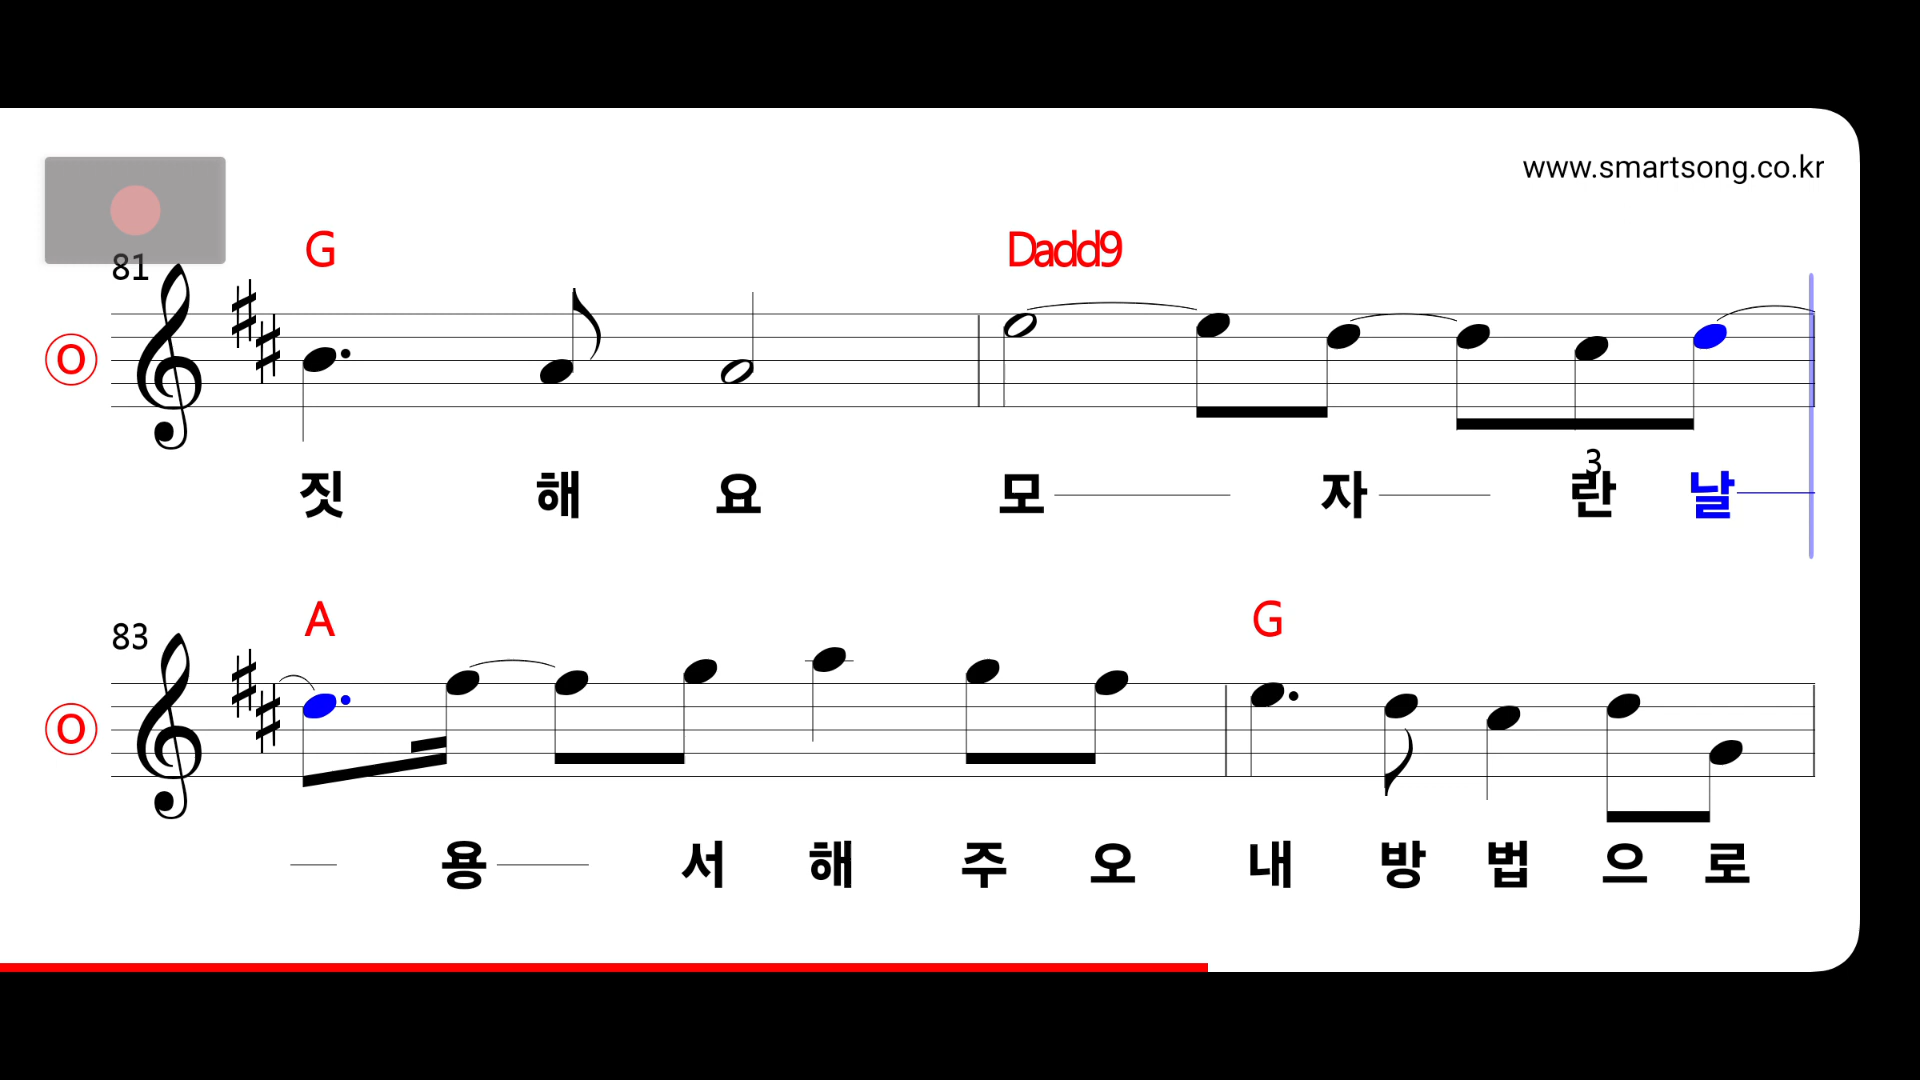 www.smartsong.co.kr
G Dadd9
81
O
3
짓 해 요 모 자 란 날
A G
83
O
용 서 해 주 오 내 방 법 으 로